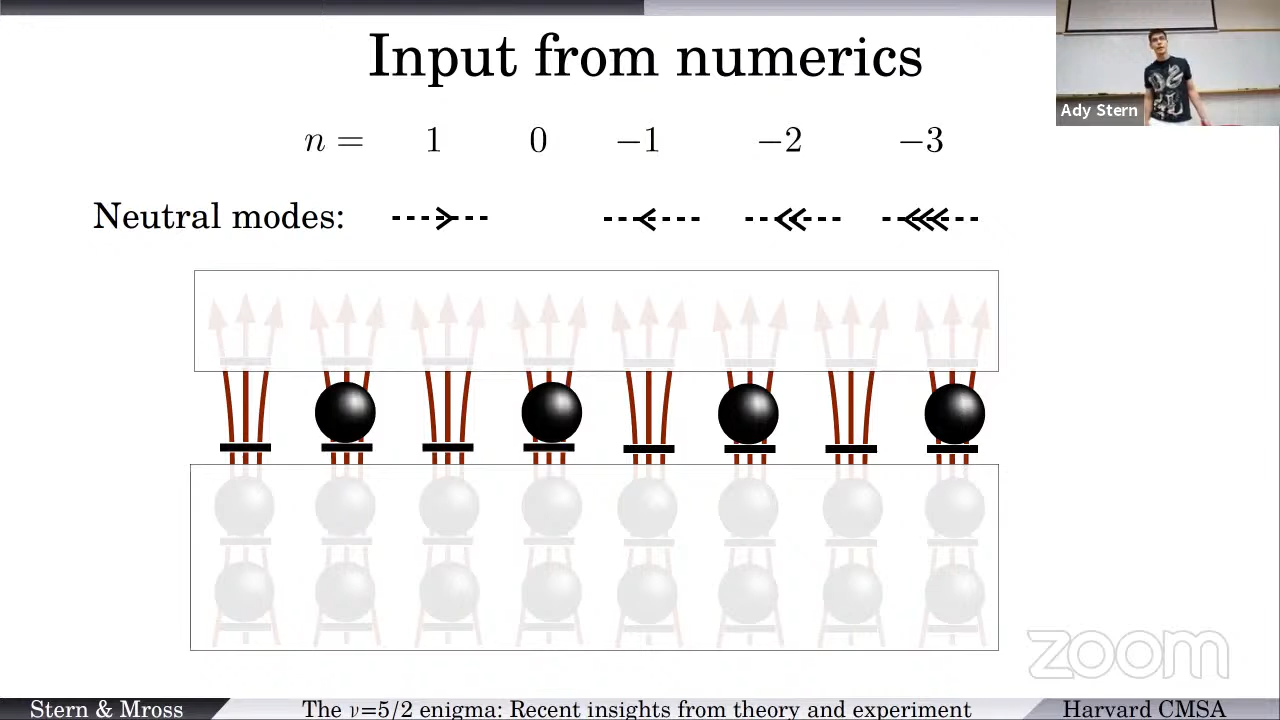 Input from numerics
Ady Stern
n = 1 0 −1 −2 −3
Neutral modes:
zoom
Stern & Mross
The ν=5/2 enigma: Recent insights from theory and experiment
Harvard CMSA